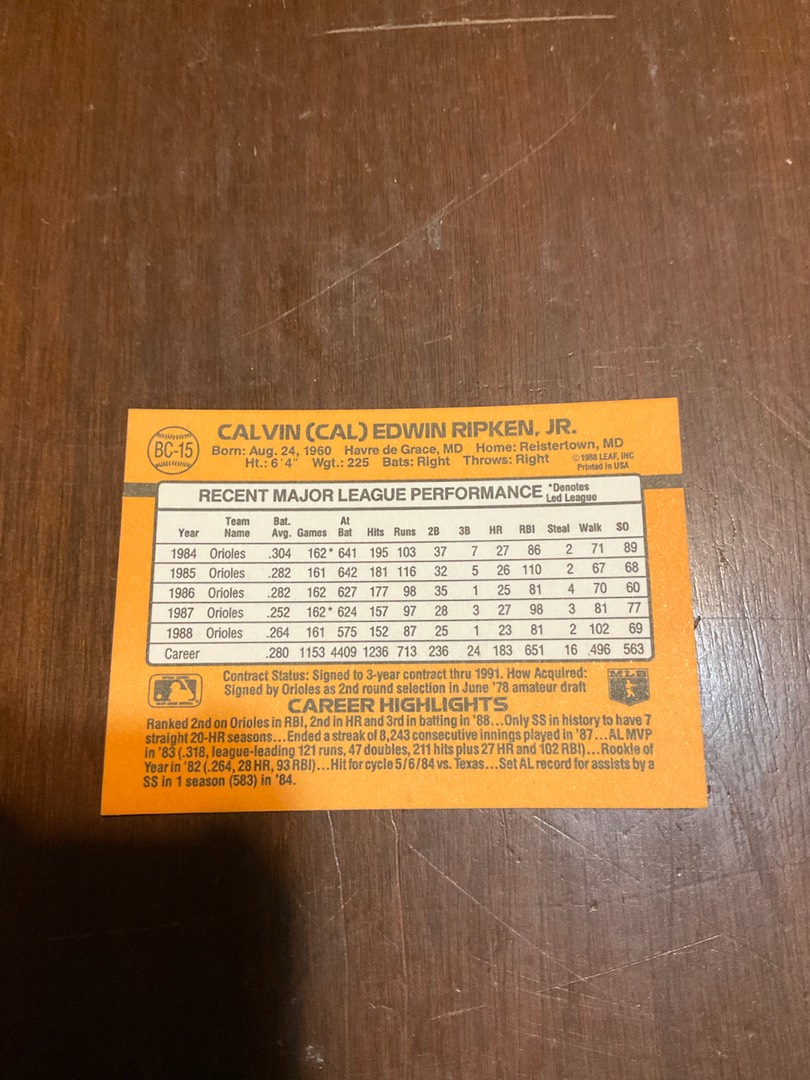 BC-15
CALVIN (CAL) EDWIN RIPKEN, JR.
Born: Aug. 24, 1960 Havre de Grace, MD Home: Reistertown, MD
Ht.: 6'4" Wgt.: 225 Bats: Right Throws: Right
©1988 LEAF, INC
Printed in USA
RECENT MAJOR LEAGUE PERFORMANCE *Denotes Led League
Year Team Name Bat. Avg. Games At Bat Hits Runs 2B 3B HR RBI Steal Walk SO
1984 Orioles .304 162* 641 195 103 37 7 27 86 2 71 89
1985 Orioles .282 161 642 181 116 32 5 26 110 2 67 68
1986 Orioles .282 162 627 177 98 35 1 25 81 4 70 60
1987 Orioles .252 162* 624 157 97 28 3 27 98 3 81 77
1988 Orioles .264 161 575 152 87 25 1 23 81 2 102 69
Career .280 1153 4409 1236 713 236 24 183 651 16 496 563
Contract Status: Signed to 3-year contract thru 1991. How Acquired:
Signed by Orioles as 2nd round selection in June '78 amateur draft
CAREER HIGHLIGHTS
Ranked 2nd on Orioles in RBI, 2nd in HR and 3rd in batting in '88...Only SS in history to have 7
straight 20-HR seasons...Ended a streak of 8,243 consecutive innings played in '87...AL MVP
in '83 (.318, league-leading 121 runs, 47 doubles, 211 hits plus 27 HR and 102 RBI)...Rookie of
Year in '82 (.264, 28 HR, 93 RBI)...Hit for cycle 5/6/84 vs. Texas...Set AL record for assists by a
SS in 1 season (583) in '84.